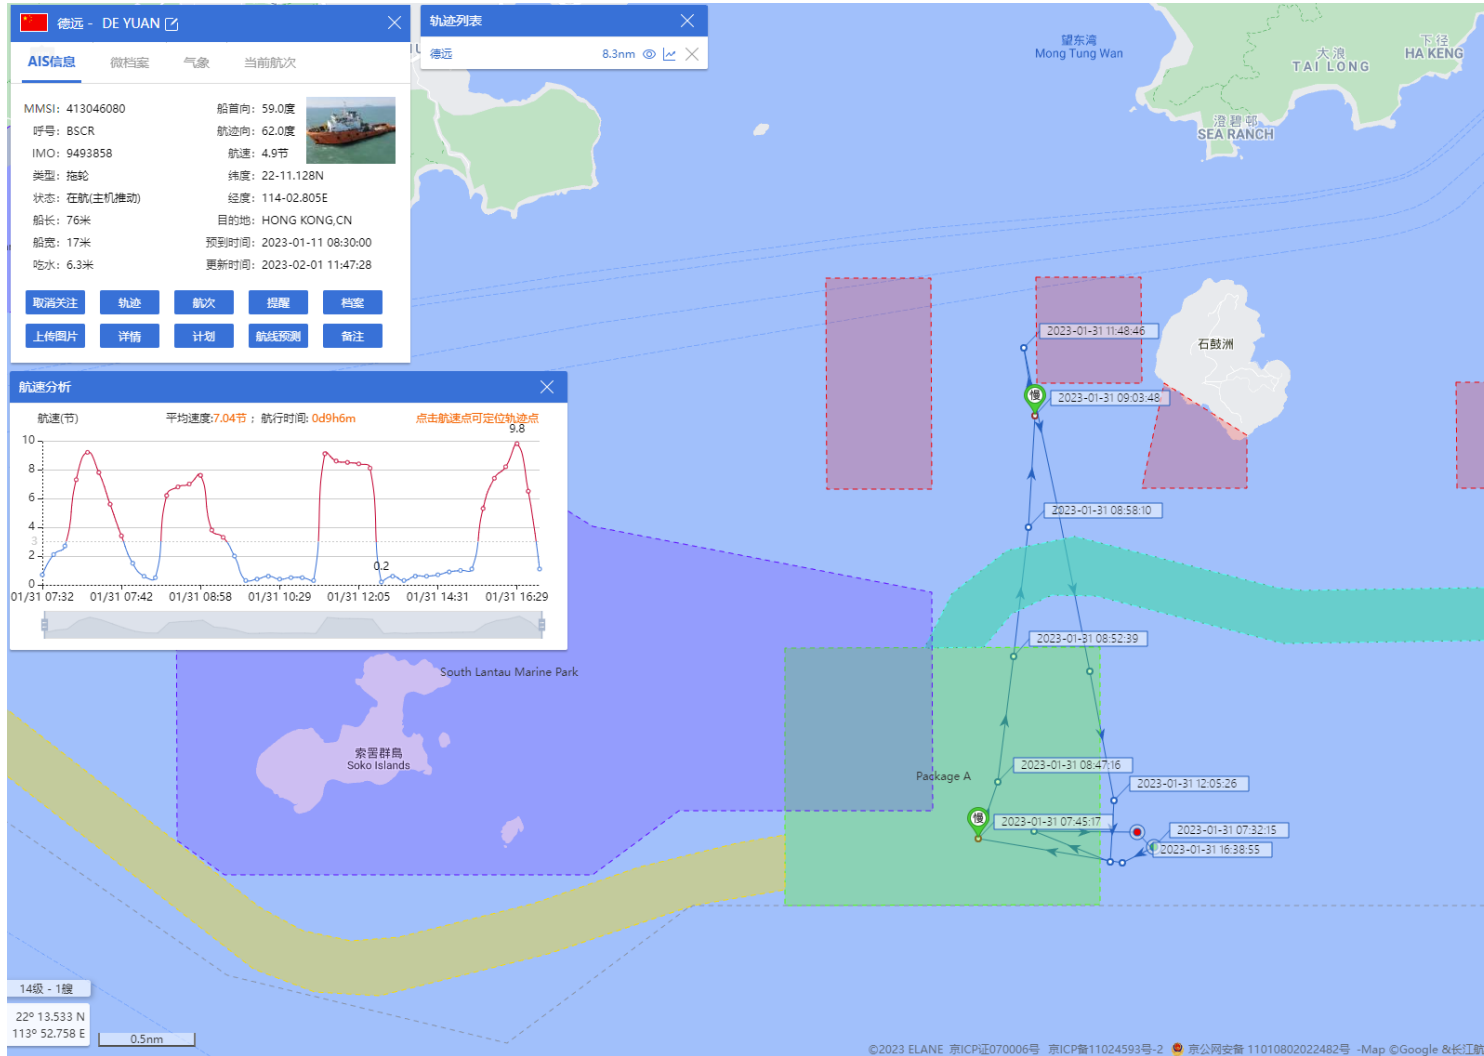 德远 - DE YUAN
AIS信息 微档案 气象 当前航次
MMSI: 413046080 船首向: 59.0度
呼号: BSCR 航迹向: 62.0度
IMO: 9493858 航速: 4.9节
类型: 拖轮 纬度: 22-11.128N
状态: 在航(主机推动) 经度: 114-02.805E
船长: 76米 目的地: HONG KONG,CN
船宽: 17米 预到时间: 2023-01-11 08:30:00
吃水: 6.3米 更新时间: 2023-02-01 11:47:28
取消关注 轨迹 航次 提醒 档案
上传图片 详情 计划 航线预测 备注
轨迹列表
德远 8.3nm
望东湾
Mong Tung Wan
大浪
TAI LONG
下径
HA KENG
澄碧邨
SEA RANCH
石鼓洲
航速分析
航速(节) 平均速度:7.04节 ; 航行时间: 0d9h6m 点击航速点可定位轨迹点
9.8
10
8
6
4
3
2
0.2
0
01/31 07:32 01/31 07:42 01/31 08:58 01/31 10:29 01/31 12:05 01/31 14:31 01/31 16:29
2023-01-31 11:48:46
慢
2023-01-31 09:03:48
2023-01-31 08:58:10
2023-01-31 08:52:39
South Lantau Marine Park
索罟群島
Soko Islands
Package A
2023-01-31 08:47:16
2023-01-31 12:05:26
慢
2023-01-31 07:45:17
2023-01-31 07:32:15
2023-01-31 16:38:55
14级 - 1艘
22º 13.533 N
113º 52.758 E
0.5nm
©2023 ELANE 京ICP证070006号 京ICP备11024593号-2 京公网安备 11010802022482号 -Map ©Google &长江航